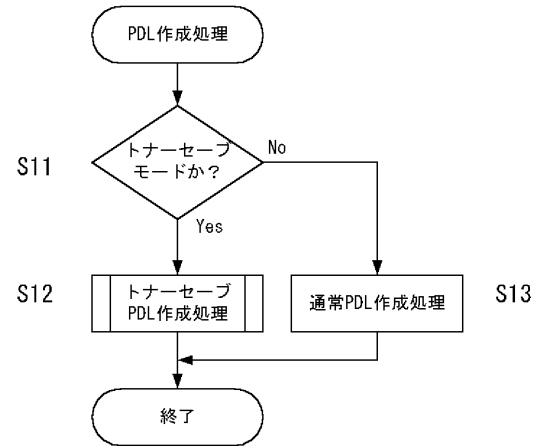 PDL作成処理
S11
トナーセーブ
モードか？
No
Yes
S12
トナーセーブ
PDL作成処理
通常PDL作成処理
S13
終了